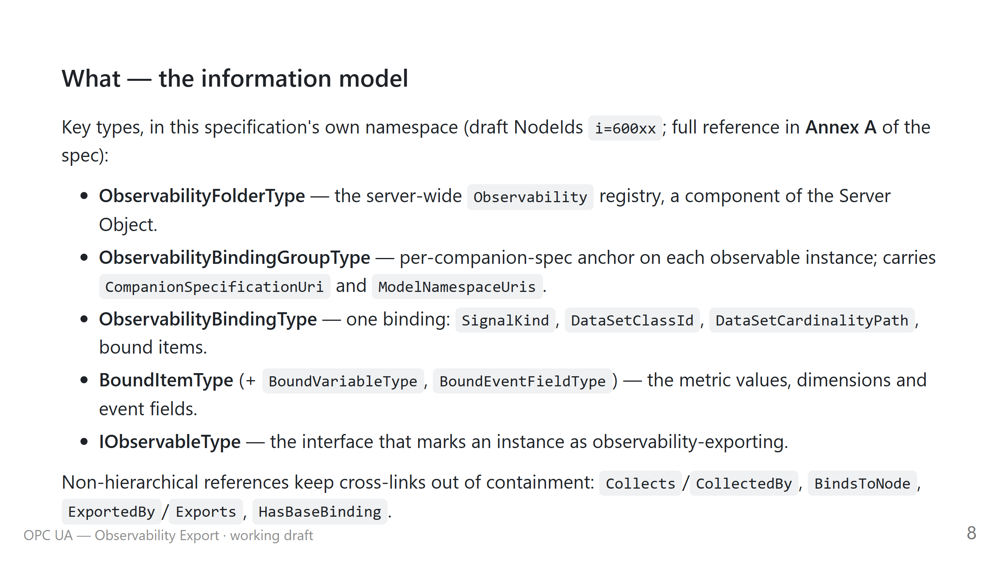 What — the information model
Key types, in this specification's own namespace (draft NodeIds i=600xx; full reference in Annex A of the
spec):
• ObservabilityFolderType — the server-wide Observability registry, a component of the Server
Object.
• ObservabilityBindingGroupType — per-companion-spec anchor on each observable instance; carries
CompanionSpecificationUri and ModelNamespaceUris.
• ObservabilityBindingType — one binding: SignalKind, DataSetClassId, DataSetCardinalityPath,
bound items.
• BoundItemType (+ BoundVariableType, BoundEventFieldType) — the metric values, dimensions and
event fields.
• IObservableType — the interface that marks an instance as observability-exporting.
Non-hierarchical references keep cross-links out of containment: Collects/CollectedBy, BindsToNode,
ExportedBy/Exports, HasBaseBinding.
OPC UA — Observability Export · working draft
8